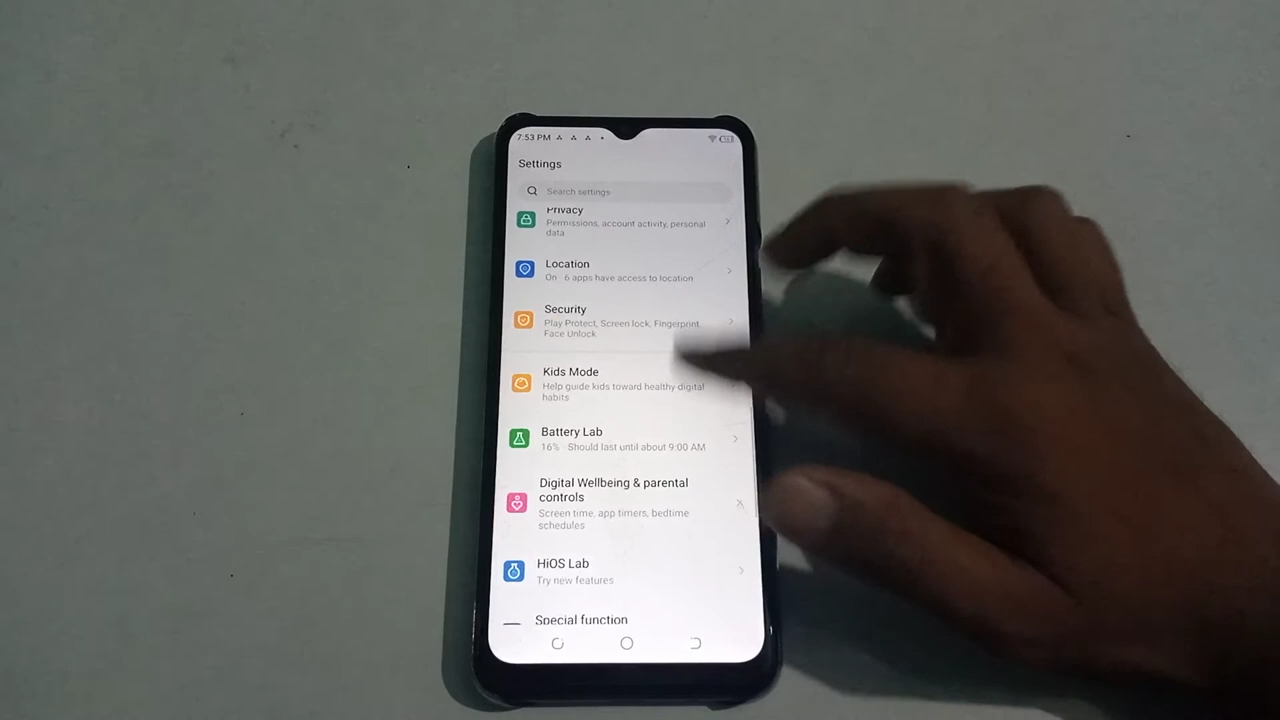 7:53 PM
Settings
Search settings
Privacy
Permissions, account activity, personal
data
Location
On · 6 apps have access to location
Security
Play Protect, Screen lock, Fingerprint,
Face Unlock
Kids Mode
Help guide kids toward healthy digital
habits
Battery Lab
16% · Should last until about 9:00 AM
Digital Wellbeing & parental
controls
Screen time, app timers, bedtime
schedules
HiOS Lab
Try new features
Special function